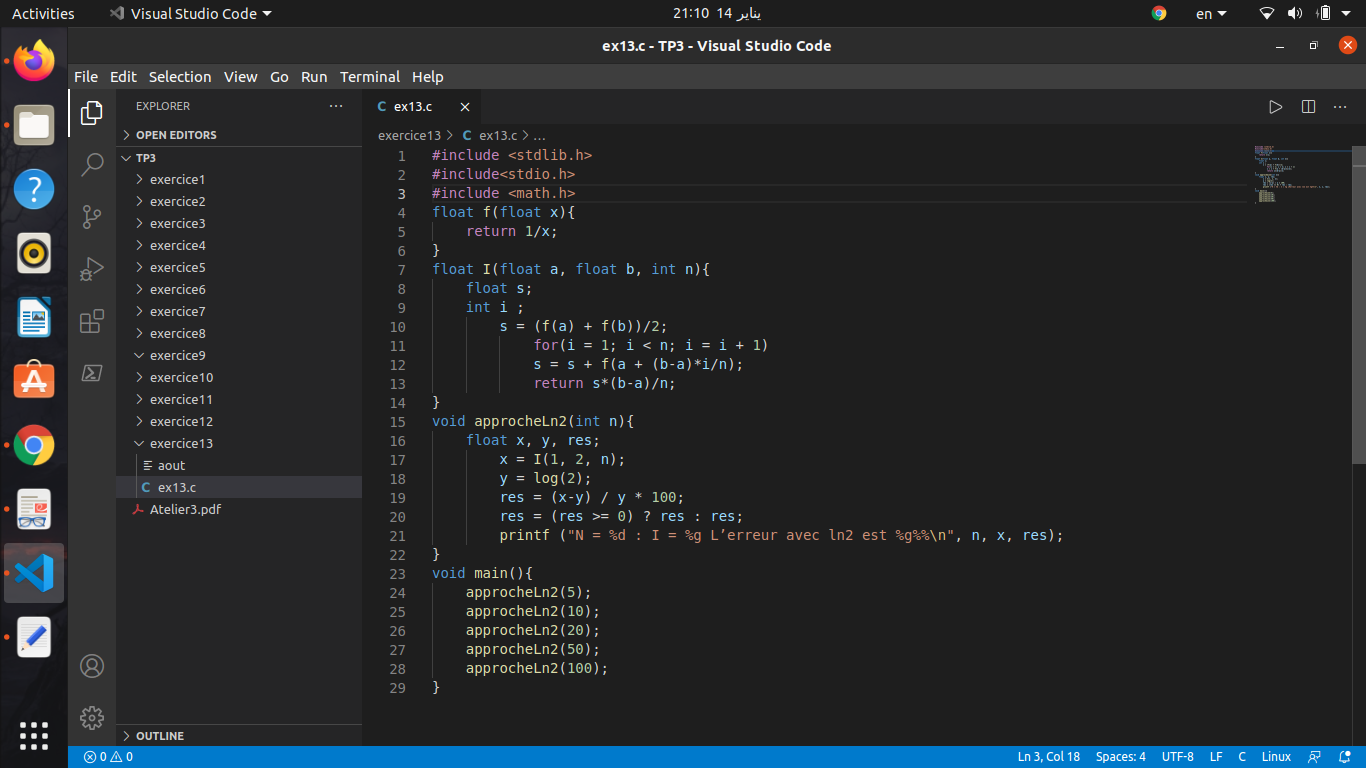 Activities Visual Studio Code 21:10 14 يناير en
ex13.c - TP3 - Visual Studio Code
File Edit Selection View Go Run Terminal Help
EXPLORER ...
OPEN EDITORS
TP3
exercice1
exercice2
exercice3
exercice4
exercice5
exercice6
exercice7
exercice8
exercice9
exercice10
exercice11
exercice12
exercice13
aout
C ex13.c
Atelier3.pdf
OUTLINE
C ex13.c
exercice13 > C ex13.c > ...
1 #include <stdlib.h>
2 #include<stdio.h>
3 #include <math.h>
4 float f(float x){
5     return 1/x;
6 }
7 float I(float a, float b, int n){
8     float s;
9     int i ;
10         s = (f(a) + f(b))/2;
11             for(i = 1; i < n; i = i + 1)
12             s = s + f(a + (b-a)*i/n);
13             return s*(b-a)/n;
14 }
15 void approcheLn2(int n){
16     float x, y, res;
17         x = I(1, 2, n);
18         y = log(2);
19         res = (x-y) / y * 100;
20         res = (res >= 0) ? res : res;
21         printf ("N = %d : I = %g L’erreur avec ln2 est %g%%\n", n, x, res);
22 }
23 void main(){
24     approcheLn2(5);
25     approcheLn2(10);
26     approcheLn2(20);
27     approcheLn2(50);
28     approcheLn2(100);
29 }
0 0 Ln 3, Col 18 Spaces: 4 UTF-8 LF C Linux